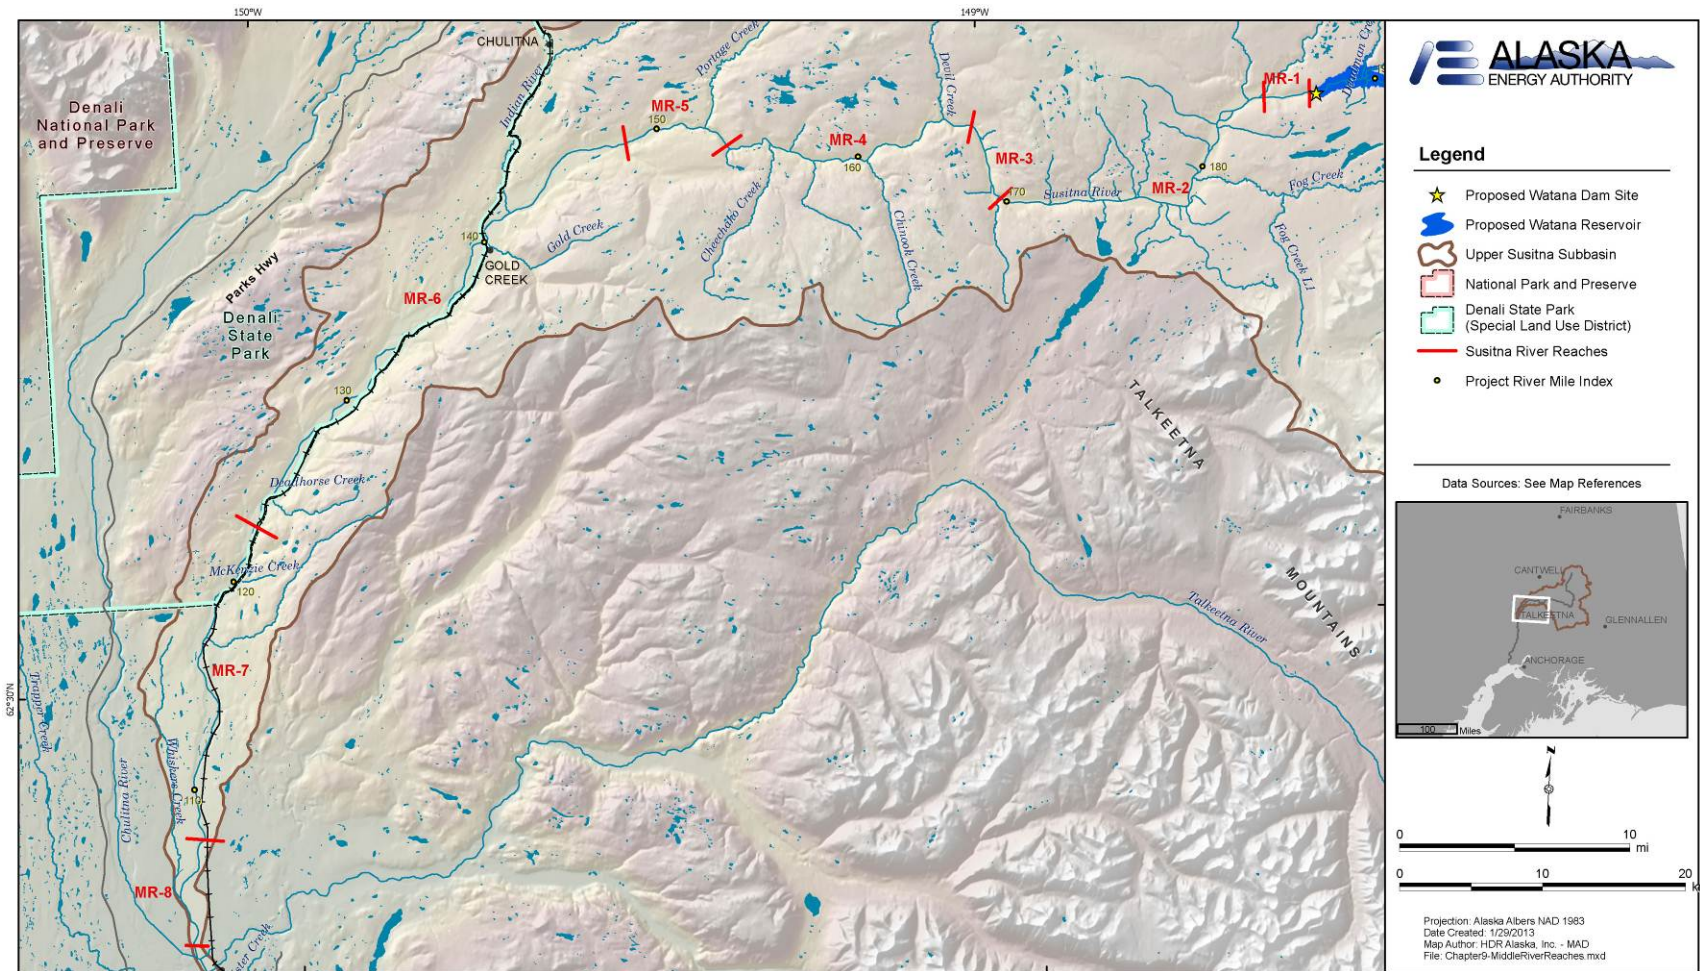 150°W
149°W
CHULITNA
Portage Creek
Indian River
Devil Creek
MR-1
Deadman Cre
Denali
National Park
and Preserve
MR-5
150
MR-4
160
MR-3
170
Susitna River
MR-2
180
Fog Creek
Fog Creek L1
Cheechako Creek
Chinook Creek
Gold Creek
140
GOLD
CREEK
MR-6
Parks Hwy
Denali
State
Park
130
TALKEETNA
MOUNTAINS
Deadhorse Creek
McKenzie Creek
120
Talkeetna River
MR-7
62°30'N
Trapper Creek
Chulitna River
Whiskers Creek
110
MR-8
ster Creek
ALASKA
ENERGY AUTHORITY
Legend
Proposed Watana Dam Site
Proposed Watana Reservoir
Upper Susitna Subbasin
National Park and Preserve
Denali State Park
(Special Land Use District)
Susitna River Reaches
Project River Mile Index
Data Sources: See Map References
FAIRBANKS
CANTWELL
TALKEETNA
GLENNALLEN
ANCHORAGE
100 Miles
N
0 10
mi
0 10 20
k
Projection: Alaska Albers NAD 1983
Date Created: 1/29/2013
Map Author: HDR Alaska, Inc. - MAD
File: Chapter9-MiddleRiverReaches.mxd